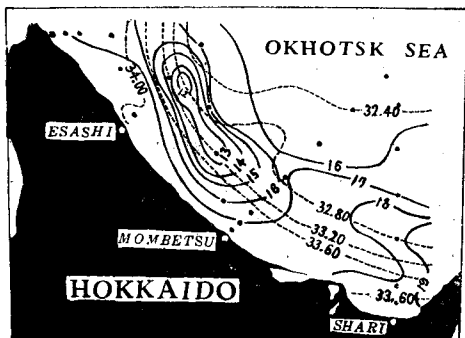 OKHOTSK SEA
34.00
32.40
ESASHI
13
14
15
16
16
17
18
32.80
33.20
33.60
MOMBETSU
HOKKAIDO
33.60
19
SHARI